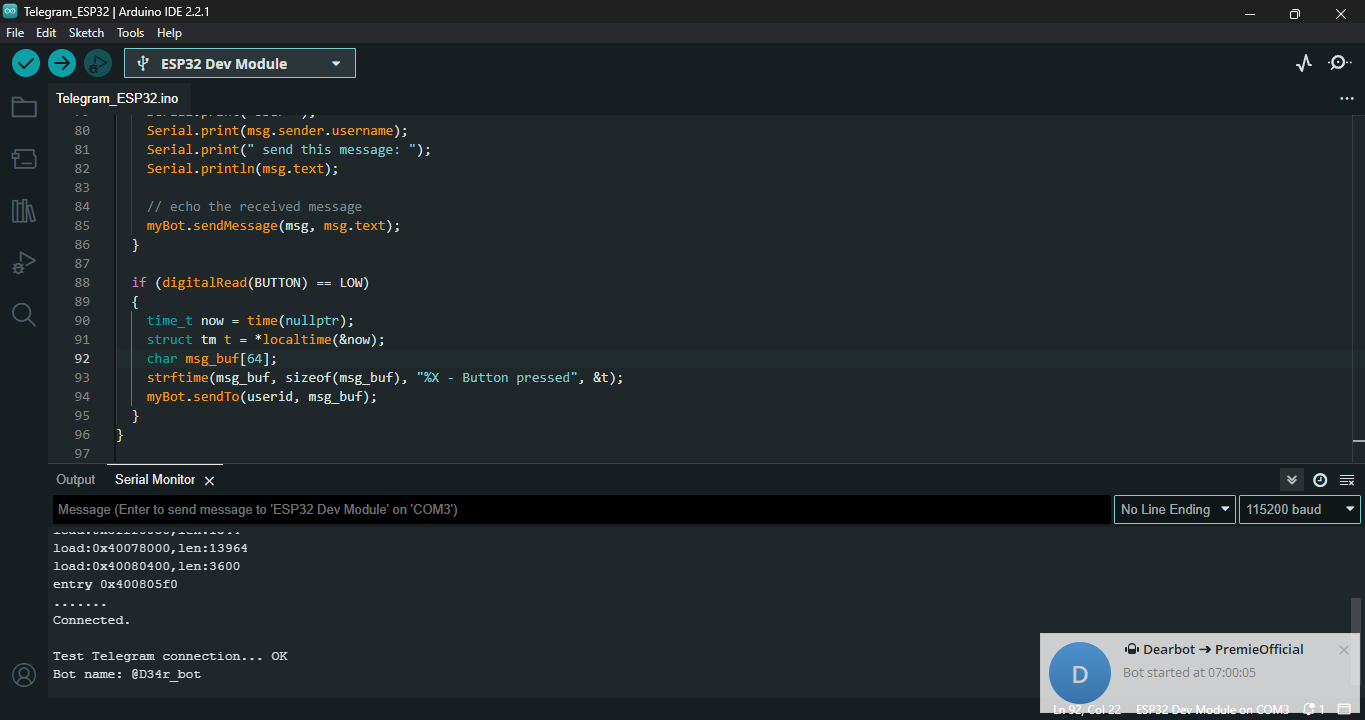 Telegram_ESP32 | Arduino IDE 2.2.1
File Edit Sketch Tools Help
ESP32 Dev Module
Telegram_ESP32.ino
80 Serial.print(msg.sender.username);
81 Serial.print(" send this message: ");
82 Serial.println(msg.text);
83
84 // echo the received message
85 myBot.sendMessage(msg, msg.text);
86 }
87
88 if (digitalRead(BUTTON) == LOW)
89 {
90 time_t now = time(nullptr);
91 struct tm t = *localtime(&now);
92 char msg_buf[64];
93 strftime(msg_buf, sizeof(msg_buf), "%X - Button pressed", &t);
94 myBot.sendTo(userid, msg_buf);
95 }
96 }
97
Output Serial Monitor
Message (Enter to send message to 'ESP32 Dev Module' on 'COM3')
No Line Ending 115200 baud
load:0x40078000,len:13964
load:0x40080400,len:3600
entry 0x400805f0
.......
Connected.
Test Telegram connection... OK
Bot name: @D34r_bot
D
Dearbot → PremieOfficial
Bot started at 07:00:05
Ln 92, Col 22 ESP32 Dev Module on COM3 1